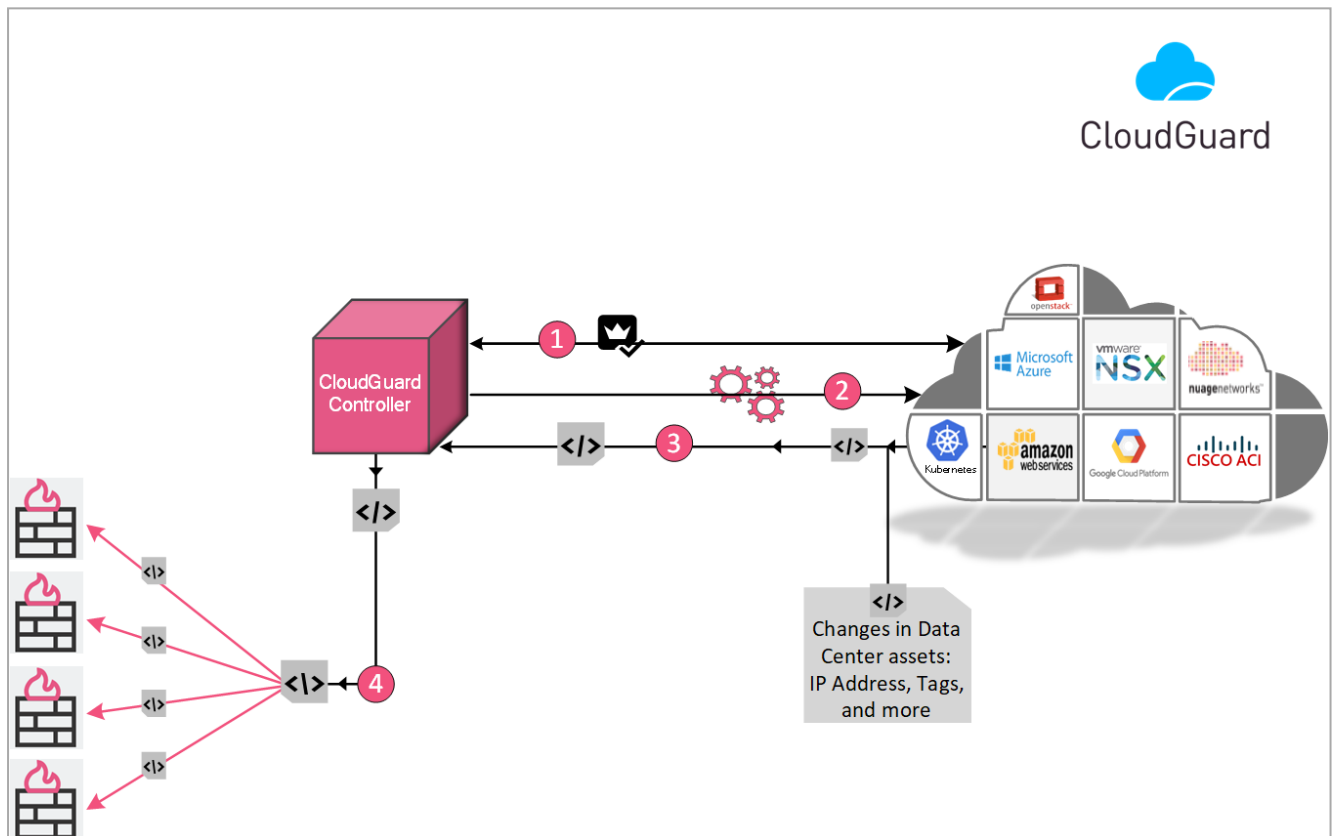 CloudGuard
openstack
Microsoft
Azure
vmware
NSX
nuagenetworks
CloudGuard
Controller
1
2
3
</>
</>
Kubernetes
amazon
webservices
Google Cloud Platform
CISCO ACI
</>
</>
Changes in Data
Center assets:
IP Address, Tags,
and more
<\>
<\>
<\>
<\>
<\>
4